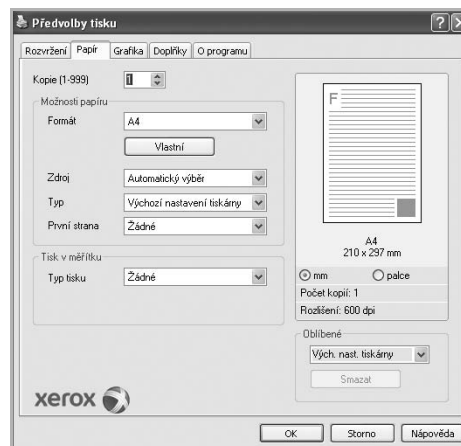 Předvolby tisku
Rozvržení Papír Grafika Doplňky O programu
Kopie (1-999) 1
Možnosti papíru
Formát A4
Vlastní
Zdroj Automatický výběr
Typ Výchozí nastavení tiskárny
První strana Žádné
Tisk v měřítku
Typ tisku Žádné
xerox
F
A4
210 x 297 mm
mm palce
Počet kopií: 1
Rozlišení: 600 dpi
Oblíbené
Vých. nast. tiskárny
Smazat
OK Storno Nápověda